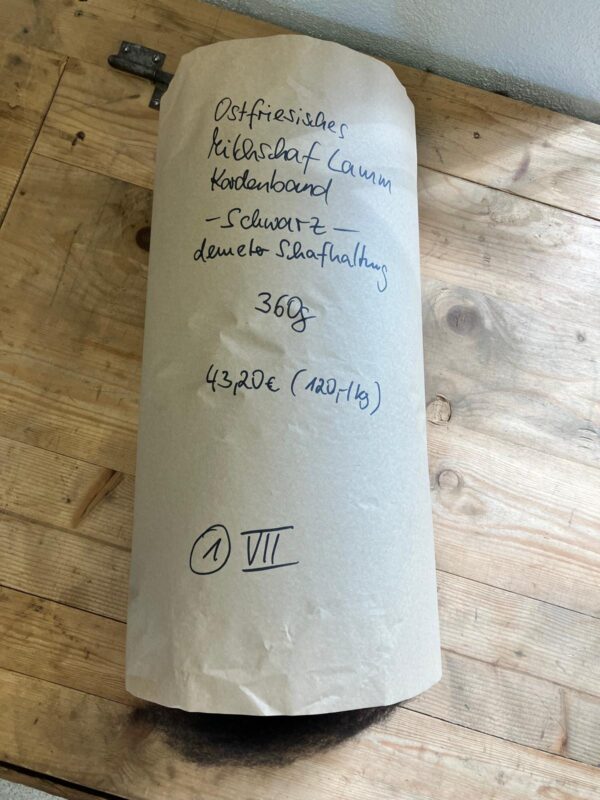 Ostfriesisches
Milchschaf Lamm
Kardenband
- Schwarz -
demeter Schafhaltung
360g
43,20€ (120,-/kg)
1 VII